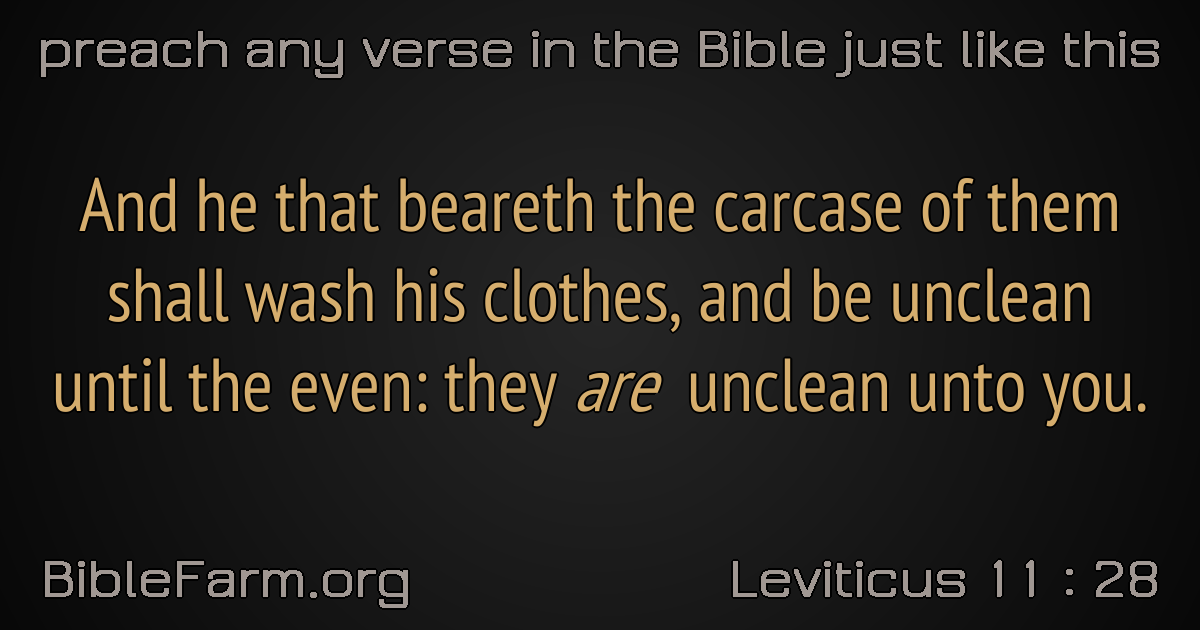 preach any verse in the Bible just like this
And he that beareth the carcase of them
shall wash his clothes, and be unclean
until the even: they are unclean unto you.
BibleFarm.org
Leviticus 11 : 28